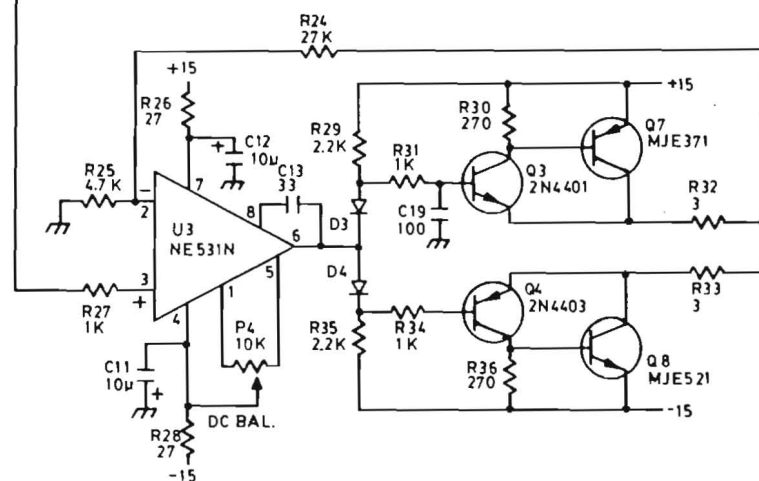 R24
27 K
+15
R26
27
C12
10µ
R25
4.7 K
C13
33
–
2
7
8
6
U3
NE531N
5
3
+
4
1
R27
1K
P4
10K
C11
10µ
+
+
DC BAL.
R28
27
-15
R29
2.2K
D3
D4
R35
2.2K
R31
1K
C19
100
R34
1K
R30
270
Q3
2N4401
Q7
MJE371
+15
R32
3
Q4
2N4403
R33
3
R36
270
Q8
MJE521
-15